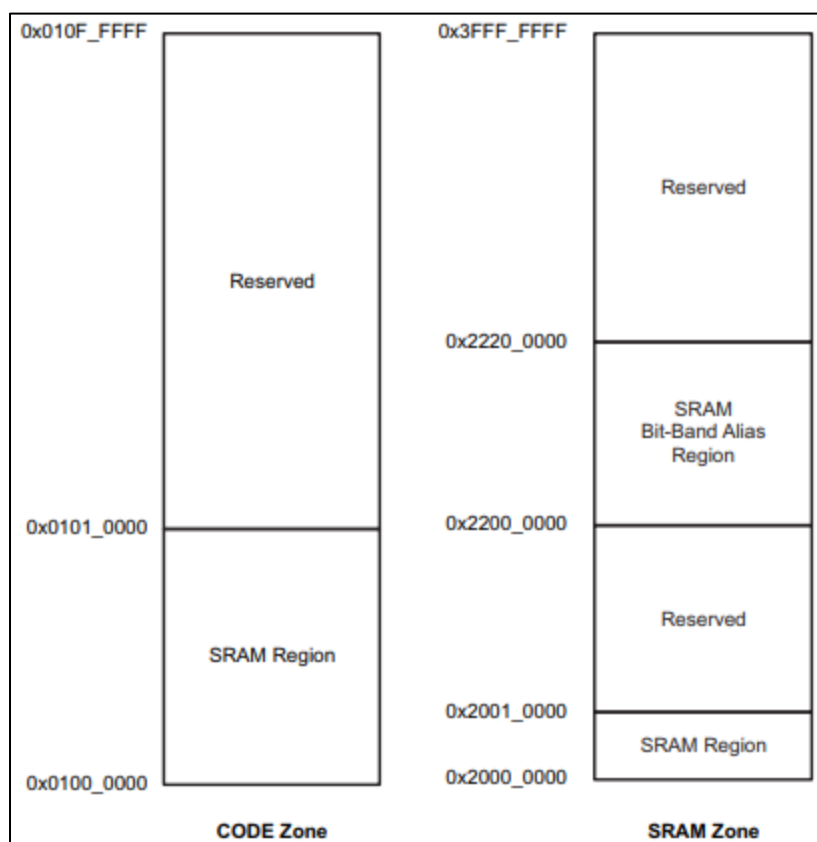 0x010F_FFFF
Reserved
0x0101_0000
SRAM Region
0x0100_0000
CODE Zone
0x3FFF_FFFF
Reserved
0x2220_0000
SRAM
Bit-Band Alias
Region
0x2200_0000
Reserved
0x2001_0000
SRAM Region
0x2000_0000
SRAM Zone